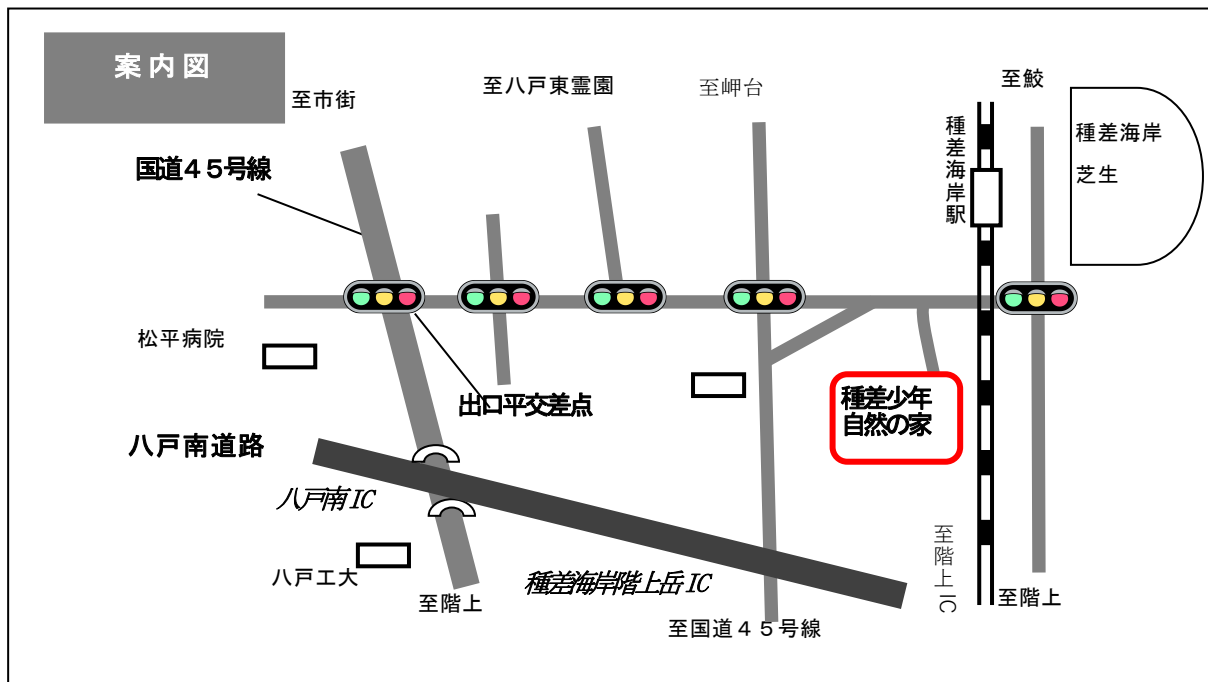 案内図
至市街
至八戸東霊園
至岬台
至鮫
国道４５号線
種差海岸駅
種差海岸
芝生
松平病院
出口平交差点
種差少年
自然の家
八戸南道路
八戸南IC
八戸工大
至階上
種差海岸階上岳IC
至国道４５号線
至階上IC
至階上